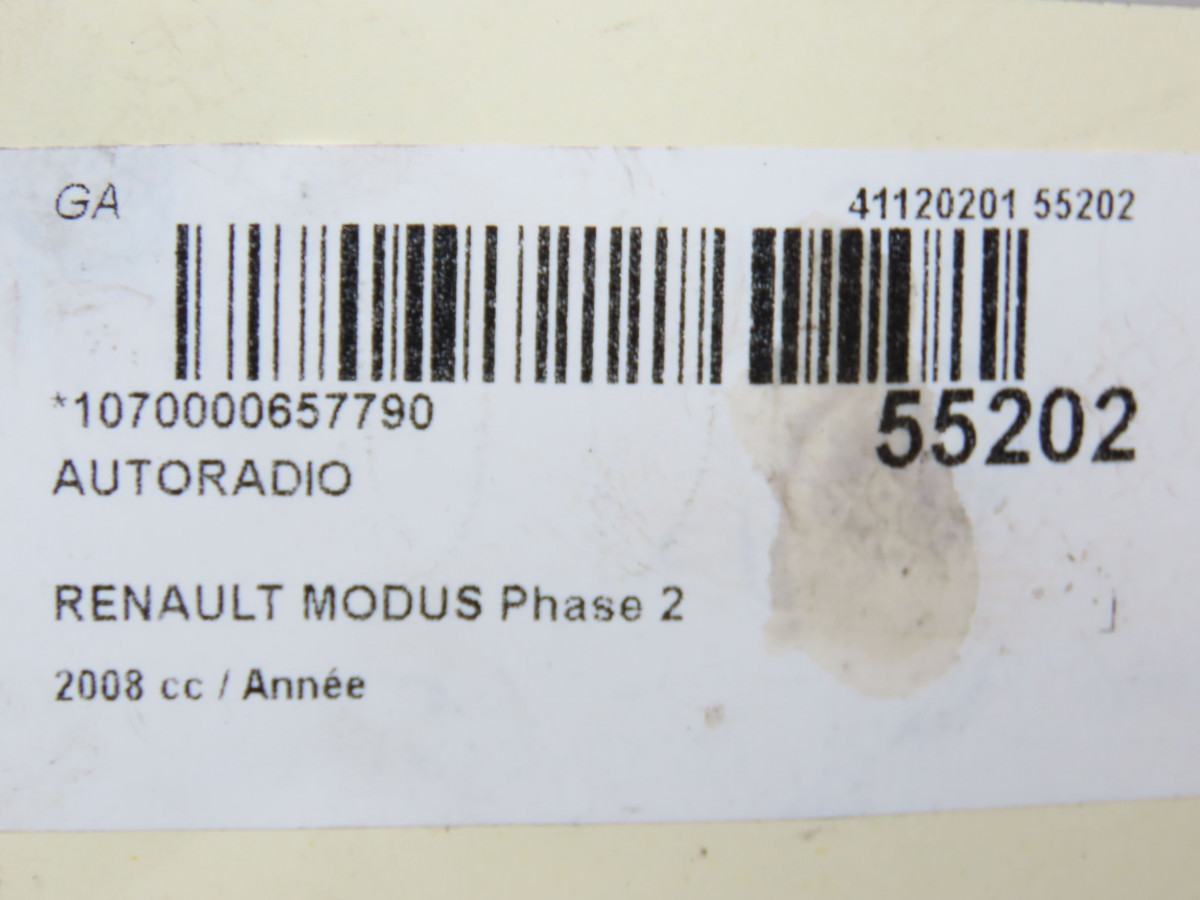 GA
41120201 55202
*1070000657790
55202
AUTORADIO
RENAULT MODUS Phase 2
2008 cc / Année